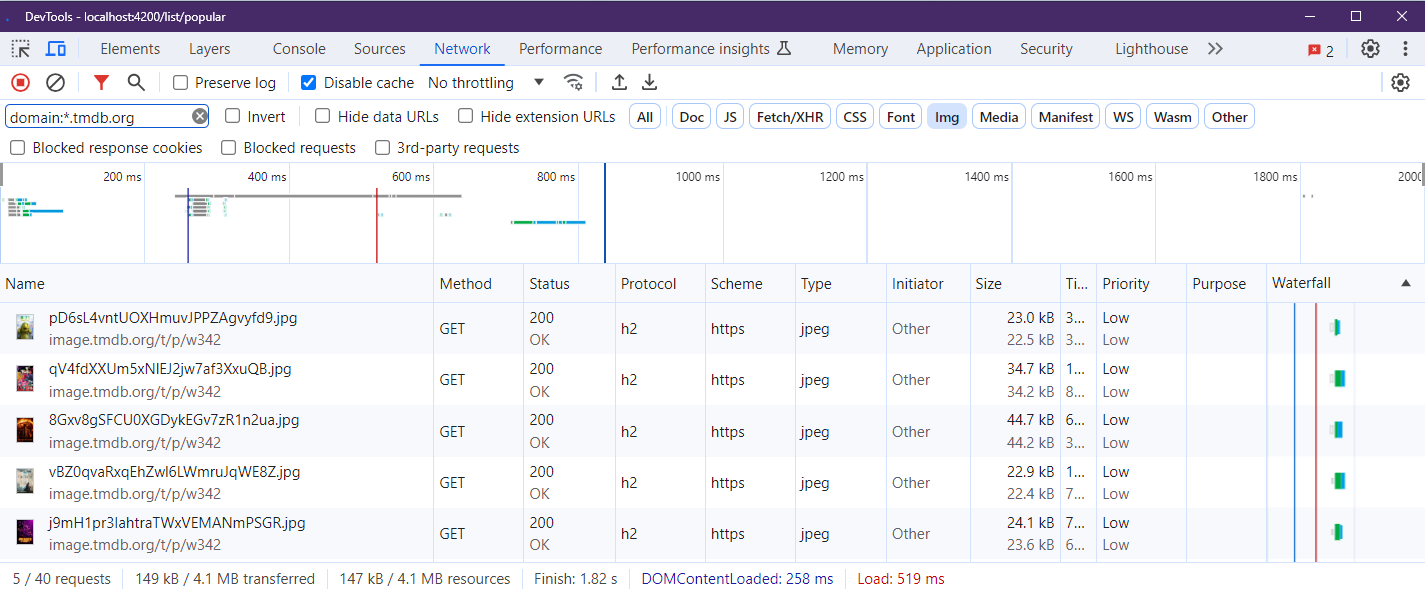 DevTools - localhost:4200/list/popular
Elements Layers Console Sources Network Performance Performance insights Memory Application Security Lighthouse 2
Preserve log Disable cache No throttling
domain:*.tmdb.org Invert Hide data URLs Hide extension URLs All Doc JS Fetch/XHR CSS Font Img Media Manifest WS Wasm Other
Blocked response cookies Blocked requests 3rd-party requests
200 ms 400 ms 600 ms 800 ms 1000 ms 1200 ms 1400 ms 1600 ms 1800 ms 2000
Name Method Status Protocol Scheme Type Initiator Size Ti... Priority Purpose Waterfall
pD6sL4vntUOXHmuvJPPZAgvyfd9.jpg GET 200 h2 https jpeg Other 23.0 kB 3... Low
image.tmdb.org/t/p/w342 OK 22.5 kB 3... Low
qV4fdXXUm5xNIEJ2jw7af3XxuQB.jpg GET 200 h2 https jpeg Other 34.7 kB 1... Low
image.tmdb.org/t/p/w342 OK 34.2 kB 8... Low
8Gxv8gSFCU0XGDykEGv7zR1n2ua.jpg GET 200 h2 https jpeg Other 44.7 kB 6... Low
image.tmdb.org/t/p/w342 OK 44.2 kB 3... Low
vBZ0qvaRxqEhZwl6LWmruJqWE8Z.jpg GET 200 h2 https jpeg Other 22.9 kB 1... Low
image.tmdb.org/t/p/w342 OK 22.4 kB 7... Low
j9mH1pr3IahtraTWxVEMANmPSGR.jpg GET 200 h2 https jpeg Other 24.1 kB 7... Low
image.tmdb.org/t/p/w342 OK 23.6 kB 6... Low
5 / 40 requests 149 kB / 4.1 MB transferred 147 kB / 4.1 MB resources Finish: 1.82 s DOMContentLoaded: 258 ms Load: 519 ms